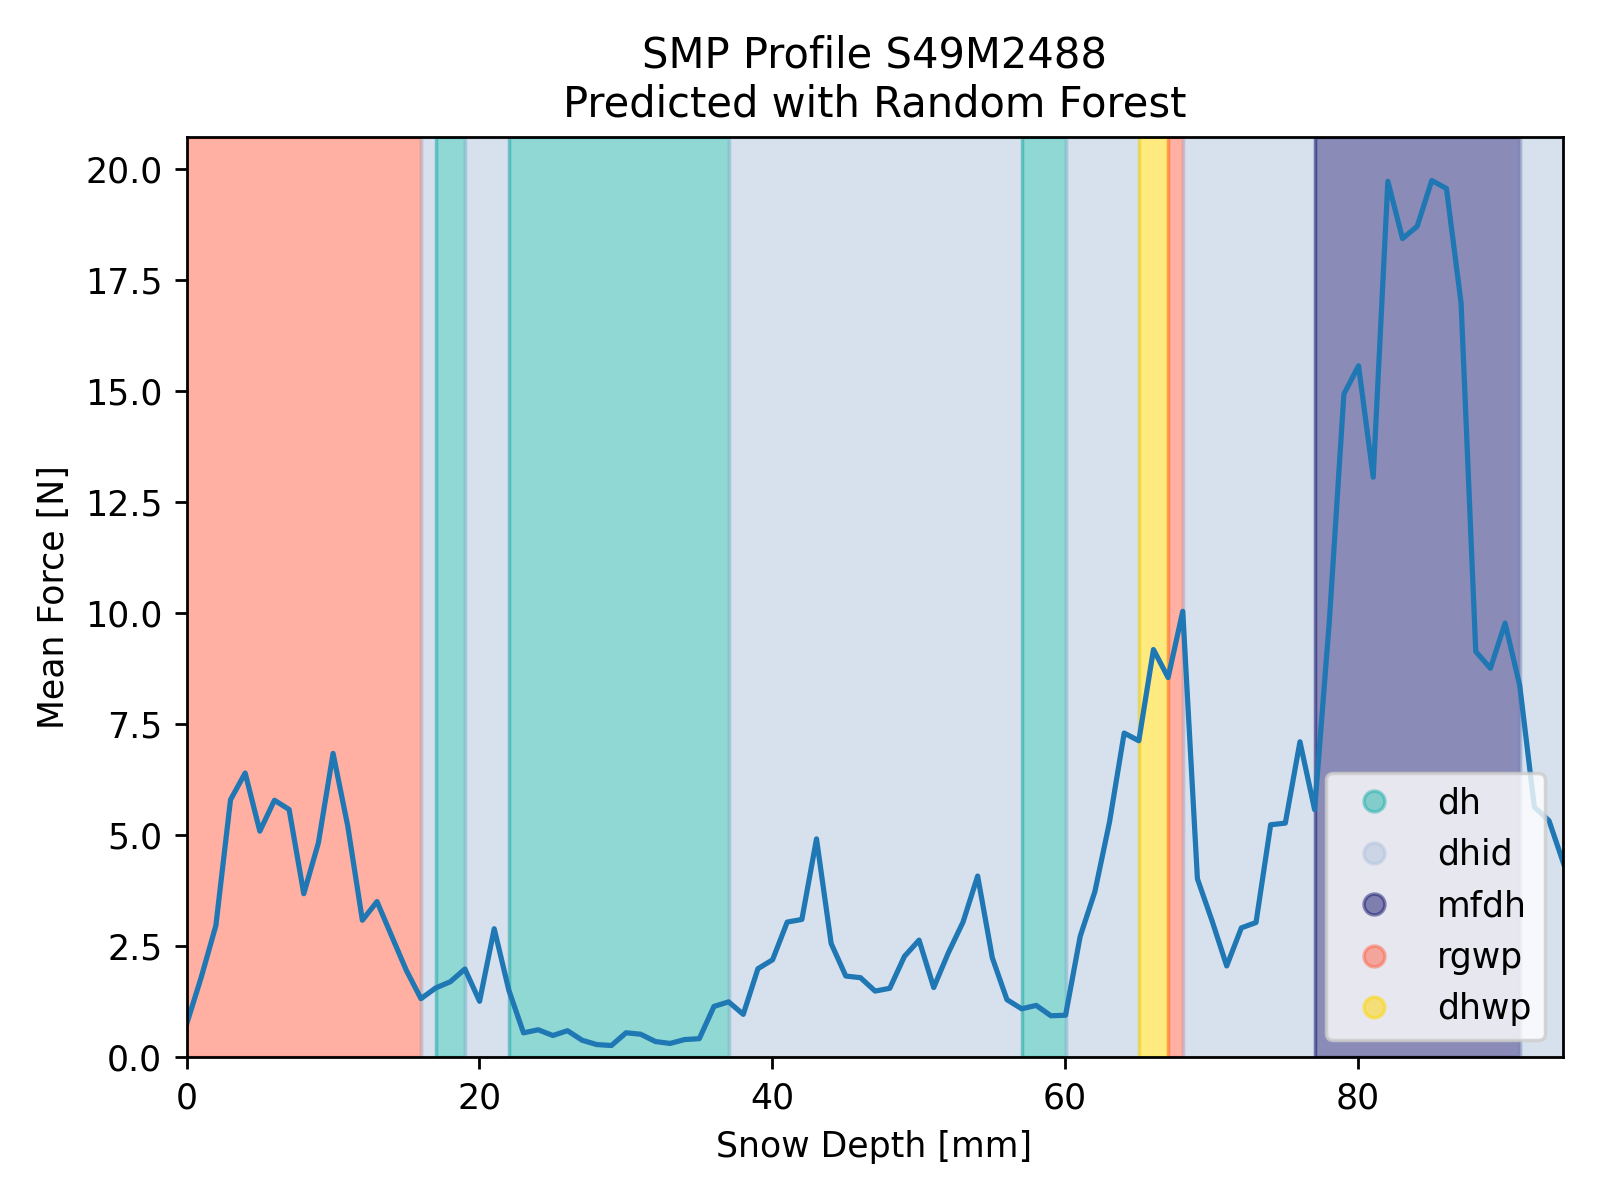 SMP Profile S49M2488
Predicted with Random Forest
20.0
17.5
15.0
12.5
10.0
7.5
5.0
2.5
0.0
Mean Force [N]
0 20 40 60 80
Snow Depth [mm]
dh
dhid
mfdh
rgwp
dhwp